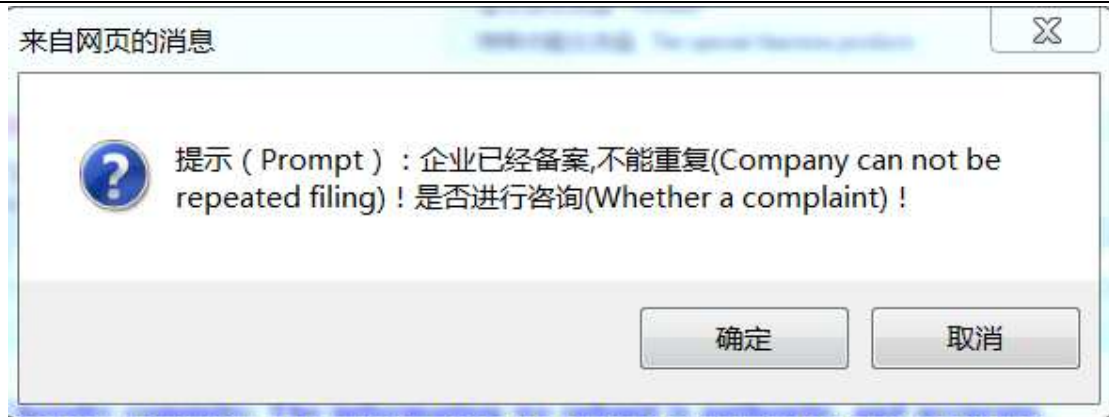 来自网页的消息
提示（Prompt）：企业已经备案,不能重复(Company can not be
repeated filing)！是否进行咨询(Whether a complaint)！
确定
取消